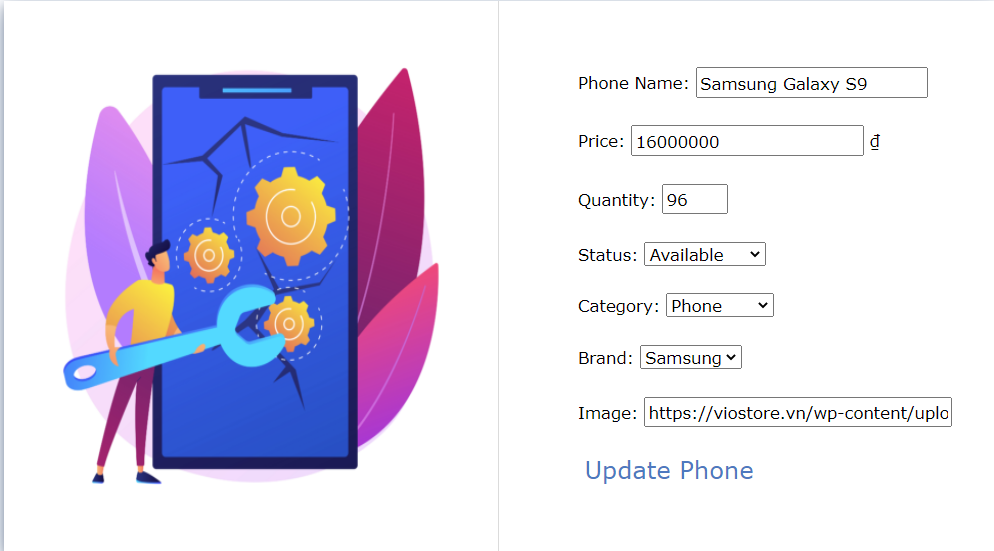 Phone Name: Samsung Galaxy S9
Price: 16000000 ₫
Quantity: 96
Status: Available
Category: Phone
Brand: Samsung
Image: https://viostore.vn/wp-content/uplo
Update Phone